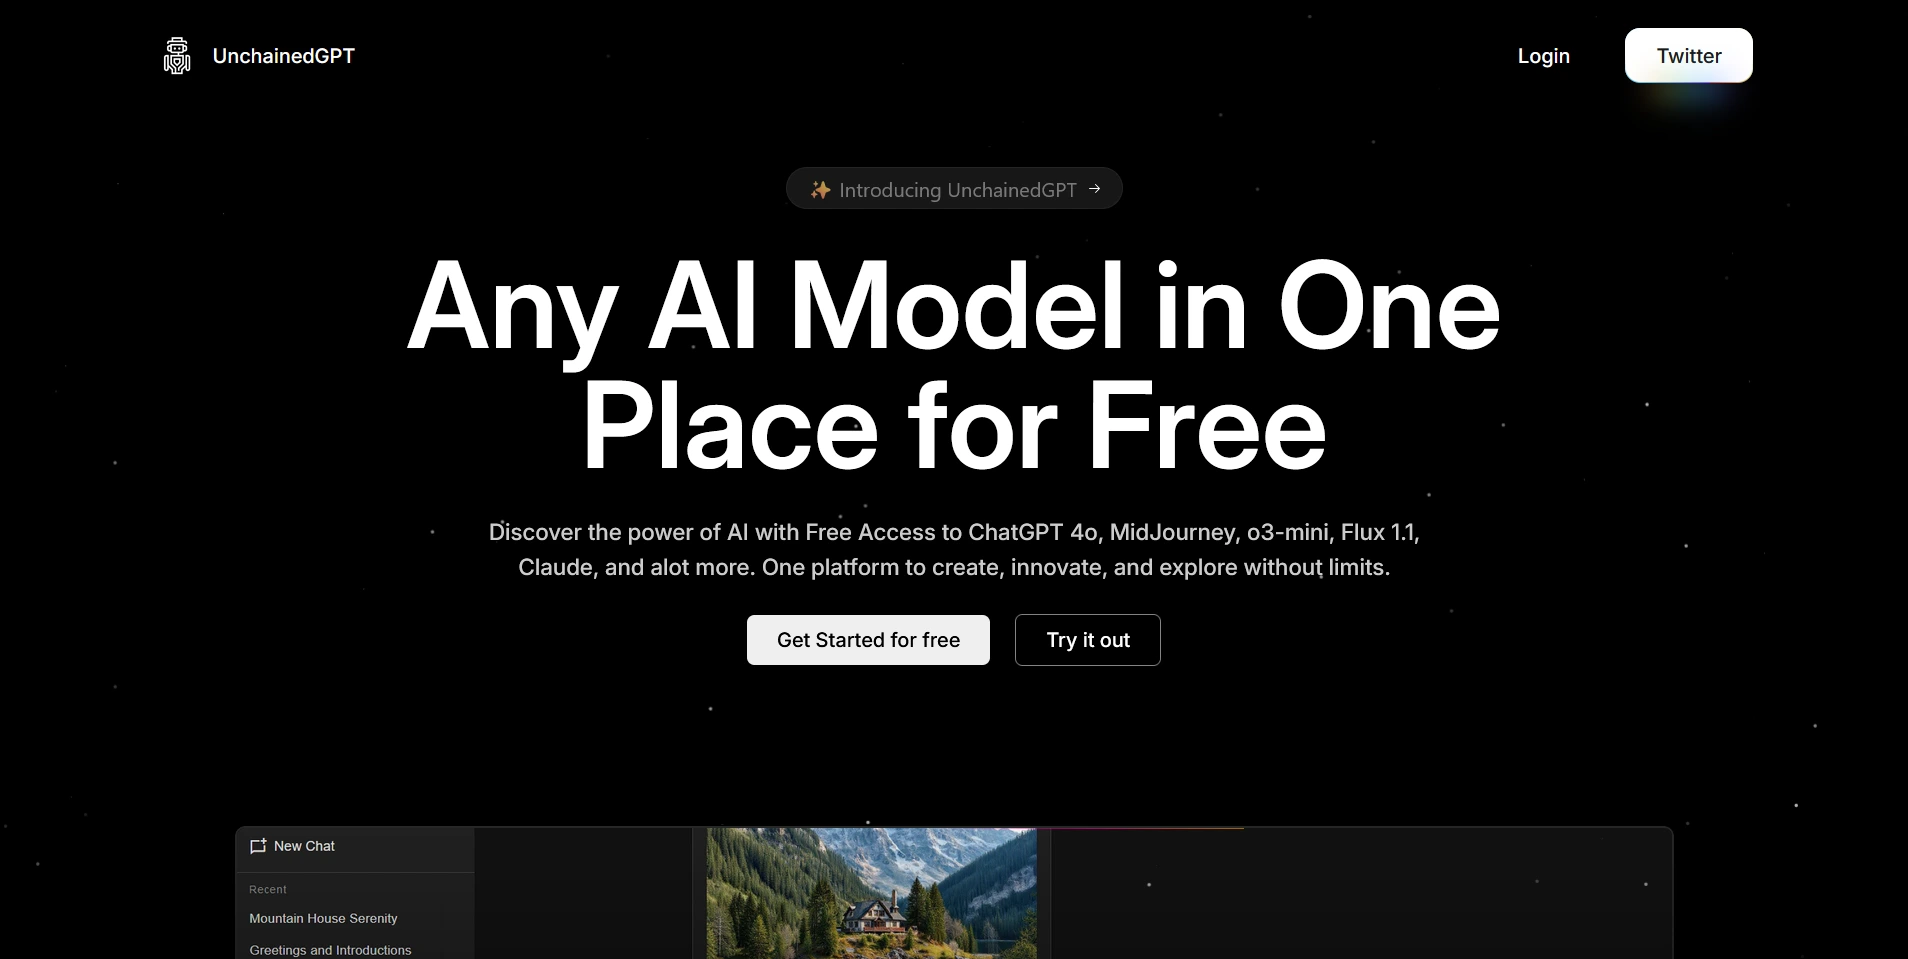 UnchainedGPT
Login
Twitter
✨ Introducing UnchainedGPT →
Any AI Model in One
Place for Free
Discover the power of AI with Free Access to ChatGPT 4o, MidJourney, o3-mini, Flux 1.1,
Claude, and alot more. One platform to create, innovate, and explore without limits.
Get Started for free
Try it out
New Chat
Recent
Mountain House Serenity
Greetings and Introductions